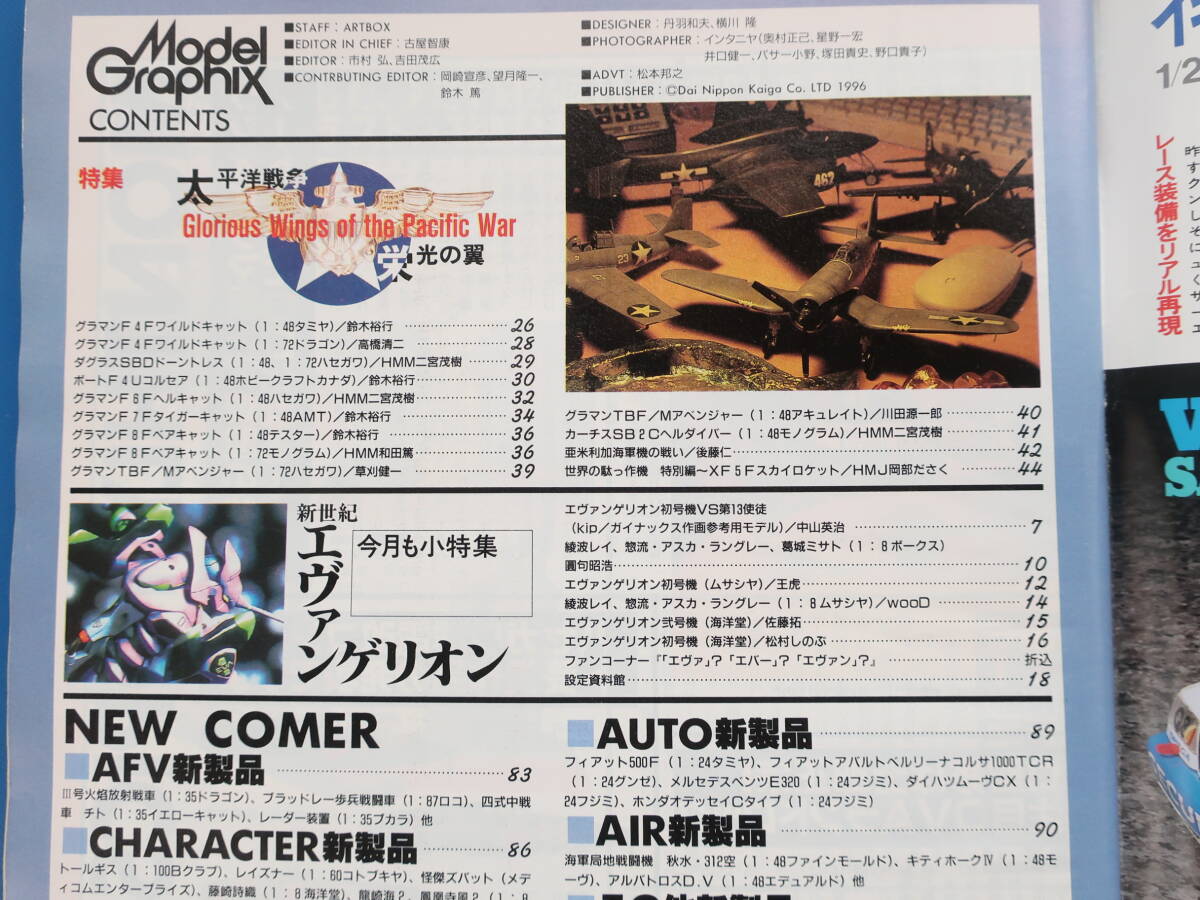 Model
Graphix
CONTENTS
■STAFF：ARTBOX
■EDITOR IN CHIEF：古屋智康
■EDITOR：市村 弘、吉田茂広
■CONTRBUTING EDITOR：岡崎宣彦、望月隆一、
鈴木 篤
■DESIGNER：丹羽和夫、横川 隆
■PHOTOGRAPHER：インタニヤ（奥村正己、星野一宏
井口健一、バサー小野、塚田貴史、野口貴子）
■ADVT：松本邦之
■PUBLISHER：©Dai Nippon Kaiga Co. LTD 1996
特集
太平洋戦争
Glorious Wings of the Pacific War
栄光の翼
グラマンF４Fワイルドキャット（1：48タミヤ）／鈴木裕行 ……26
グラマンF４Fワイルドキャット（1：72ドラゴン）／高橋清二 ……28
ダグラスSBDドーントレス（1：48、1：72ハセガワ）／HMM二宮茂樹 ……29
ボートF４Uコルセア（1：48ホビークラフトカナダ）／鈴木裕行 ……30
グラマンF６Fヘルキャット（1：48ハセガワ）／HMM二宮茂樹 ……32
グラマンF７Fタイガーキャット（1：48AMT）／鈴木裕行 ……34
グラマンF８Fベアキャット（1：48テスター）／鈴木裕行 ……36
グラマンF８Fベアキャット（1：72モノグラム）／HMM和田篤 ……36
グラマンTBF／Mアベンジャー（1：72ハセガワ）／草刈健一 ……39
462
23
グラマンTBF／Mアベンジャー（1：48アキュレイト）／川田源一郎 ……40
カーチスSB２Cヘルダイバー（1：48モノグラム）／HMM二宮茂樹 ……41
亜米利加海軍機の戦い／後藤仁 ……42
世界の駄っ作機 特別編〜XF５Fスカイロケット／HMJ岡部ださく ……44
新世紀
エヴァンゲリオン
今月も小特集
エヴァンゲリオン初号機VS第13使徒
（kip／ガイナックス作画参考用モデル）／中山英治 ……7
綾波レイ、惣流・アスカ・ラングレー、葛城ミサト（1：8ボークス）
圓句昭浩 ……10
エヴァンゲリオン初号機（ムサシヤ）／王虎 ……12
綾波レイ、惣流・アスカ・ラングレー（1：8ムサシヤ）／wooD ……14
エヴァンゲリオン弐号機（海洋堂）／佐藤拓 ……15
エヴァンゲリオン初号機（海洋堂）／松村しのぶ ……16
ファンコーナー『「エヴァ」？「エバー」？「エヴァン」？』 ……折込
設定資料館 ……18
NEW COMER
■AFV新製品 ……83
Ⅲ号火焰放射戦車（1：35ドラゴン）、ブラッドレー歩兵戦闘車（1：87ロコ）、四式中戦
車 チト（1：35イエローキャット）、レーダー装置（1：35ブカラ）他
■CHARACTER新製品 ……86
トールギス（1：100Bクラブ）、レイズナー（1：60コトブキヤ）、怪傑ズバット（メデ
ィコムエンタープライズ）、藤崎詩織（1：8海洋堂）、龍崎海２、鳳凰寺風２（1：8
■AUTO新製品 ……89
フィアット500F（1：24タミヤ）、フィアットアバルトベルリーナコルサ1000TCR
（1：24グンゼ）、メルセデスベンツE320（1：24フジミ）、ダイハツムーヴCX（1：
24フジミ）、ホンダオデッセイCタイプ（1：24フジミ）
■AIR新製品 ……90
海軍局地戦闘機 秋水・312空（1：48ファインモールド）、キティホークⅣ（1：48モ
ーヴ）、アルバトロスD.V（1：48エデュアルド）他
1/2
レース装備をリアル再現